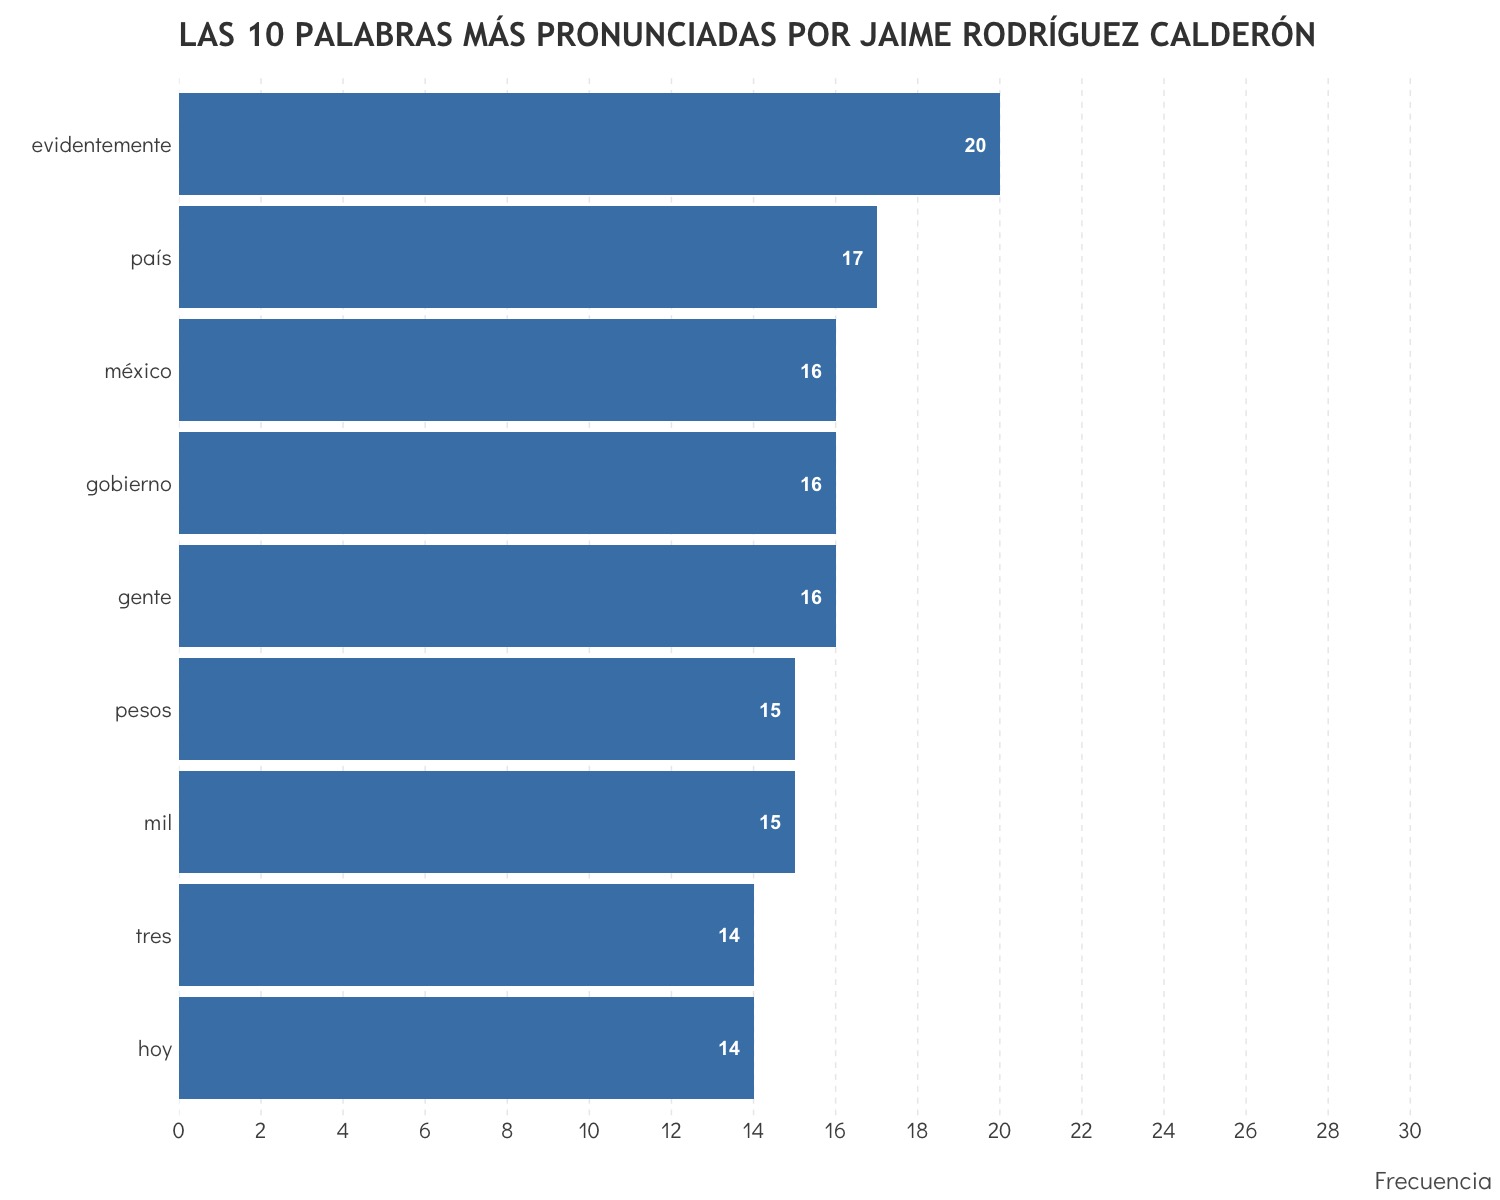 LAS 10 PALABRAS MÁS PRONUNCIADAS POR JAIME RODRÍGUEZ CALDERÓN
evidentemente 20
país 17
méxico 16
gobierno 16
gente 16
pesos 15
mil 15
tres 14
hoy 14
0 2 4 6 8 10 12 14 16 18 20 22 24 26 28 30
Frecuencia